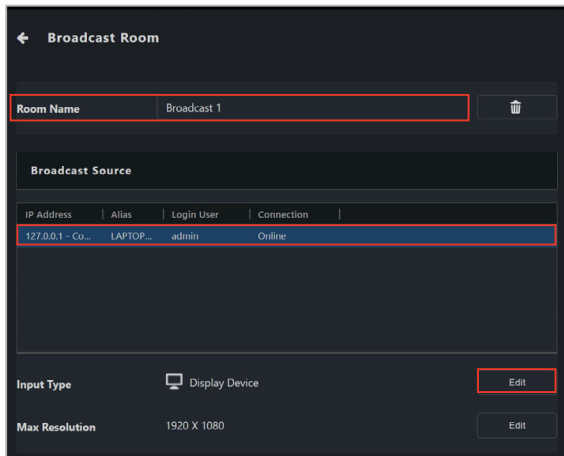 Broadcast Room
Room Name Broadcast 1
Broadcast Source
IP Address Alias Login User Connection
127.0.0.1 - Co... LAPTOP... admin Online
Input Type Display Device Edit
Max Resolution 1920 X 1080 Edit